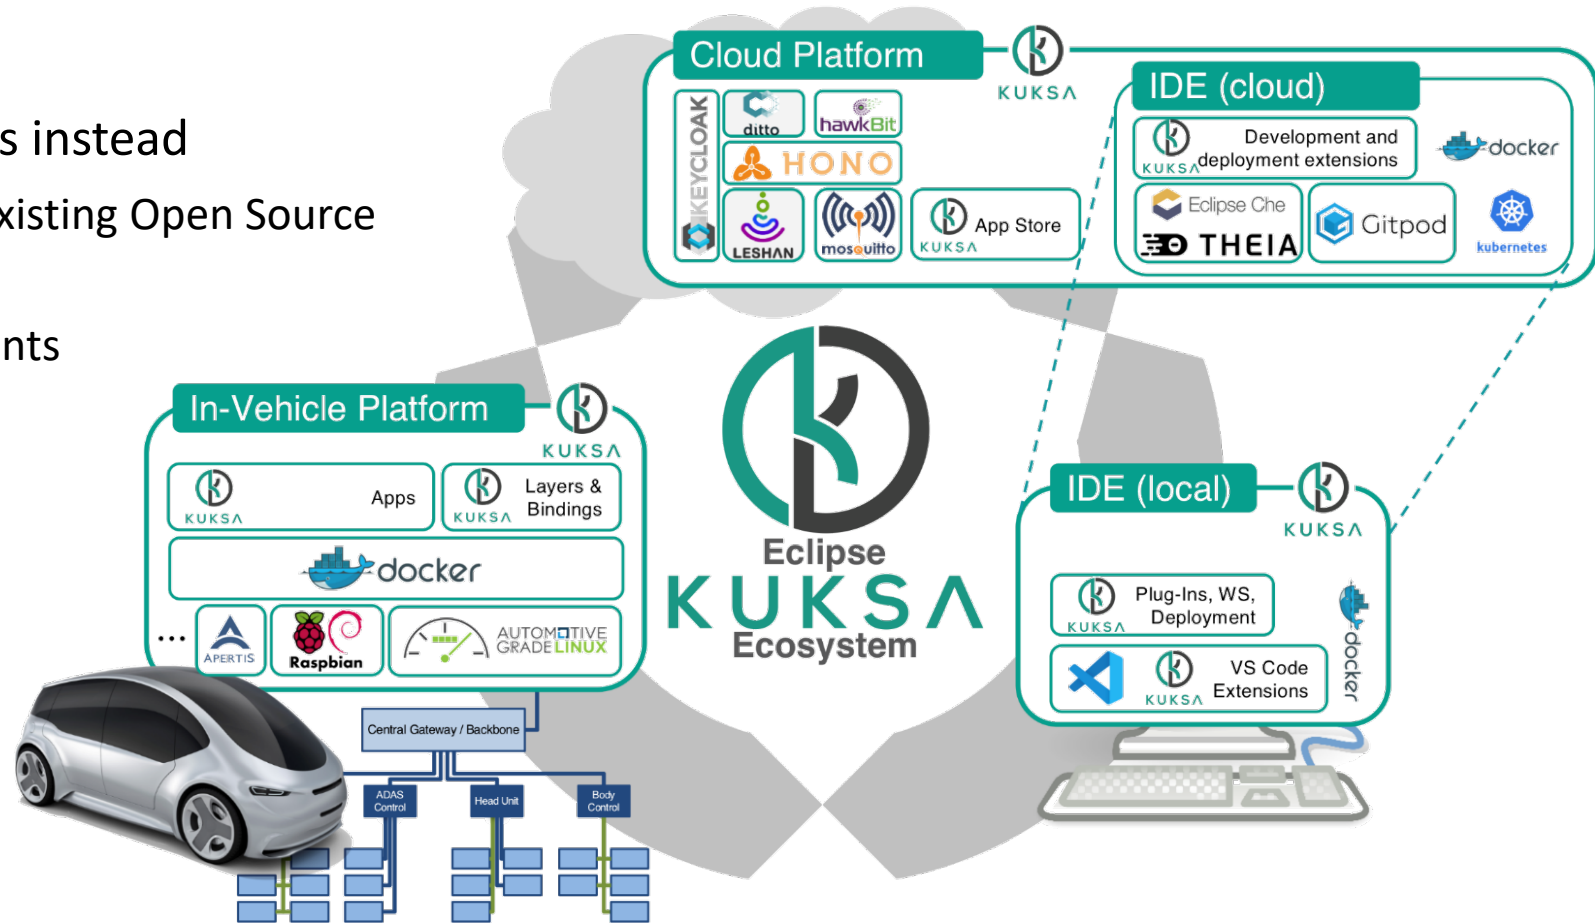 s instead
xisting Open Source
nts
Cloud Platform
KUKSA
KEYCLOAK
ditto
hawkBit
HONO
LESHAN
mosquitto
KUKSA
App Store
IDE (cloud)
KUKSA
Development and
deployment extensions
docker
Eclipse Che
THEIA
Gitpod
kubernetes
In-Vehicle Platform
KUKSA
KUKSA
Apps
KUKSA
Layers &
Bindings
docker
...
APERTIS
Raspbian
AUTOMOTIVE
GRADE LINUX
Eclipse
KUKSA
Ecosystem
IDE (local)
KUKSA
KUKSA
Plug-Ins, WS,
Deployment
KUKSA
VS Code
Extensions
docker
Central Gateway / Backbone
ADAS
Control
Head Unit
Body
Control